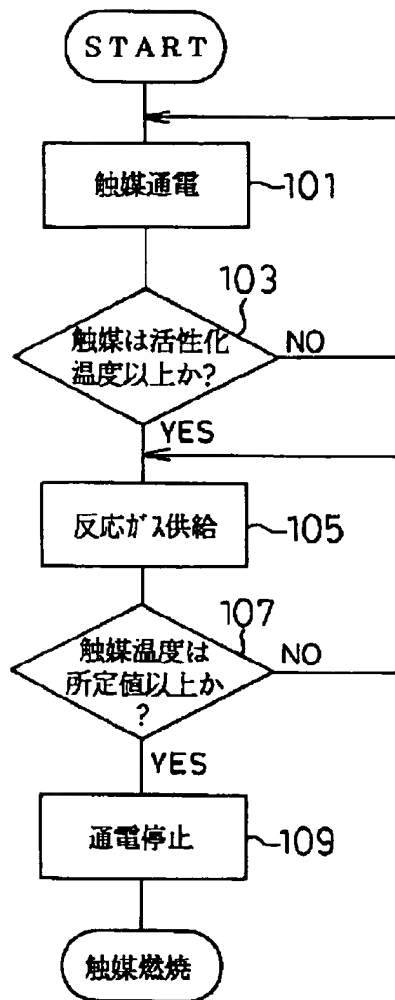 START
触媒通電
101
103
触媒は活性化
温度以上か?
NO
YES
反応ガス供給
105
107
触媒温度は
所定値以上か
?
NO
YES
通電停止
109
触媒燃焼